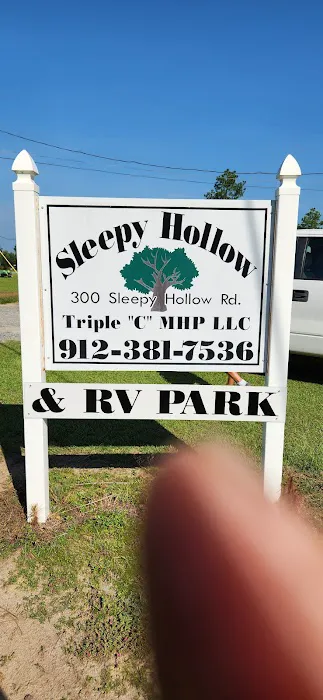 Sleepy Hollow
300 Sleepy Hollow Rd.
Triple "C" MHP LLC
912-381-7536
& RV PARK